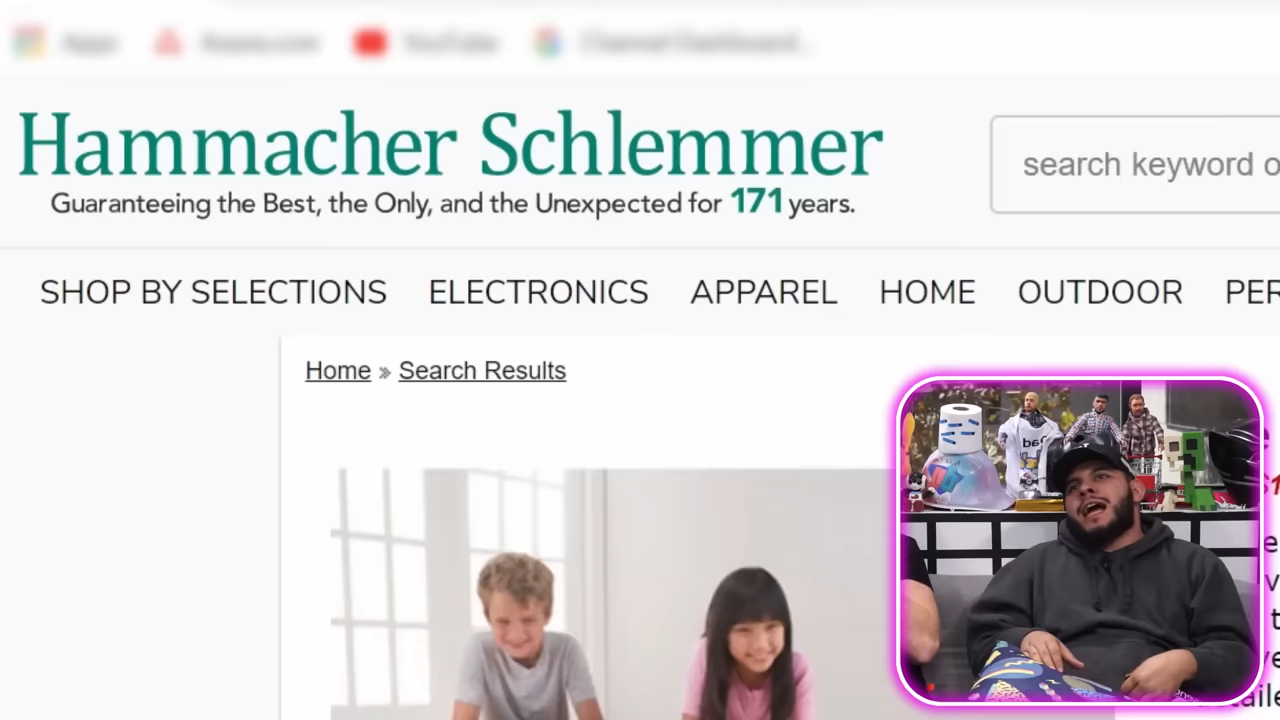 Hammacher Schlemmer
Guaranteeing the Best, the Only, and the Unexpected for 171 years.
search keyword o
SHOP BY SELECTIONS ELECTRONICS APPAREL HOME OUTDOOR PER
Home » Search Results